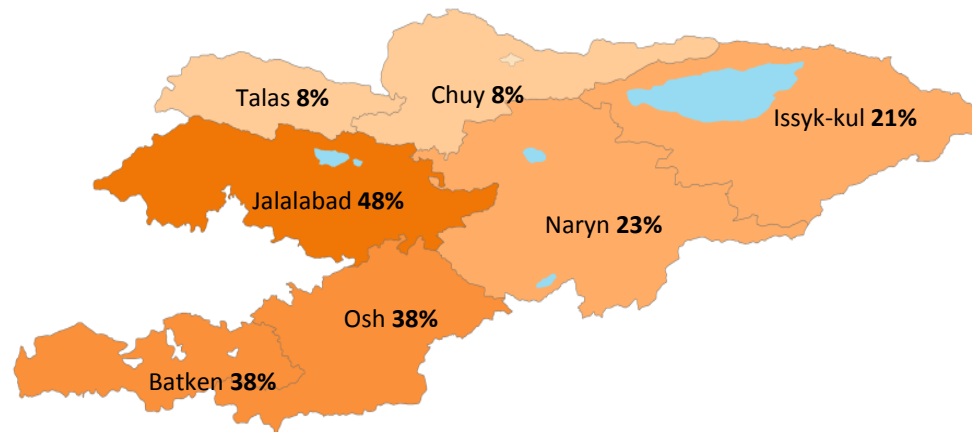 Talas 8%
Chuy 8%
Issyk-kul 21%
Jalalabad 48%
Naryn 23%
Osh 38%
Batken 38%